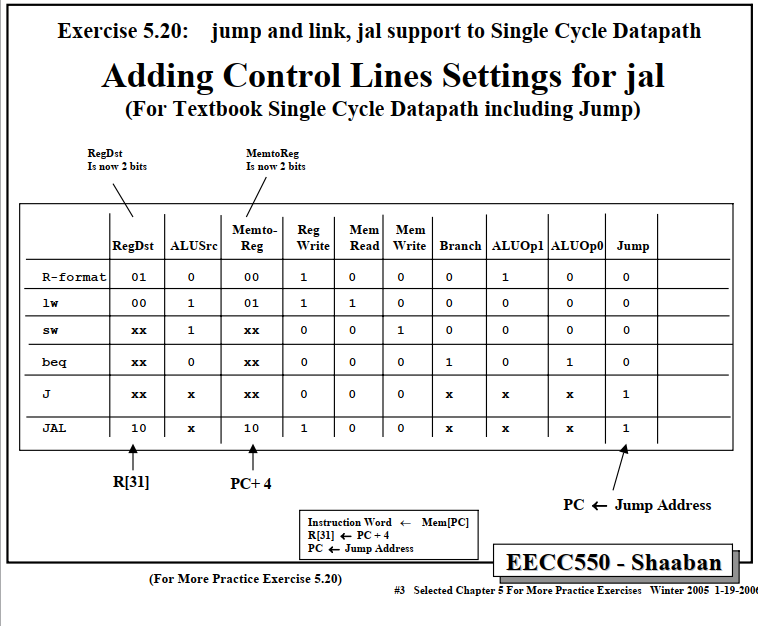 Exercise 5.20: jump and link, jal support to Single Cycle Datapath
Adding Control Lines Settings for jal
(For Textbook Single Cycle Datapath including Jump)
RegDst
Is now 2 bits
MemtoReg
Is now 2 bits
RegDst ALUSrc Memto-Reg Reg Write Mem Read Mem Write Branch ALUOp1 ALUOp0 Jump
R-format 01 0 00 1 0 0 0 1 0 0
lw 00 1 01 1 1 0 0 0 0 0
sw xx 1 xx 0 0 1 0 0 0 0
beq xx 0 xx 0 0 0 1 0 1 0
J xx x xx 0 0 0 x x x 1
JAL 10 x 10 1 0 0 x x x 1
R[31]
PC+ 4
PC ← Jump Address
Instruction Word ← Mem[PC]
R[31] ← PC + 4
PC ← Jump Address
EECC550 - Shaaban
(For More Practice Exercise 5.20)
#3 Selected Chapter 5 For More Practice Exercises Winter 2005 1-19-2006